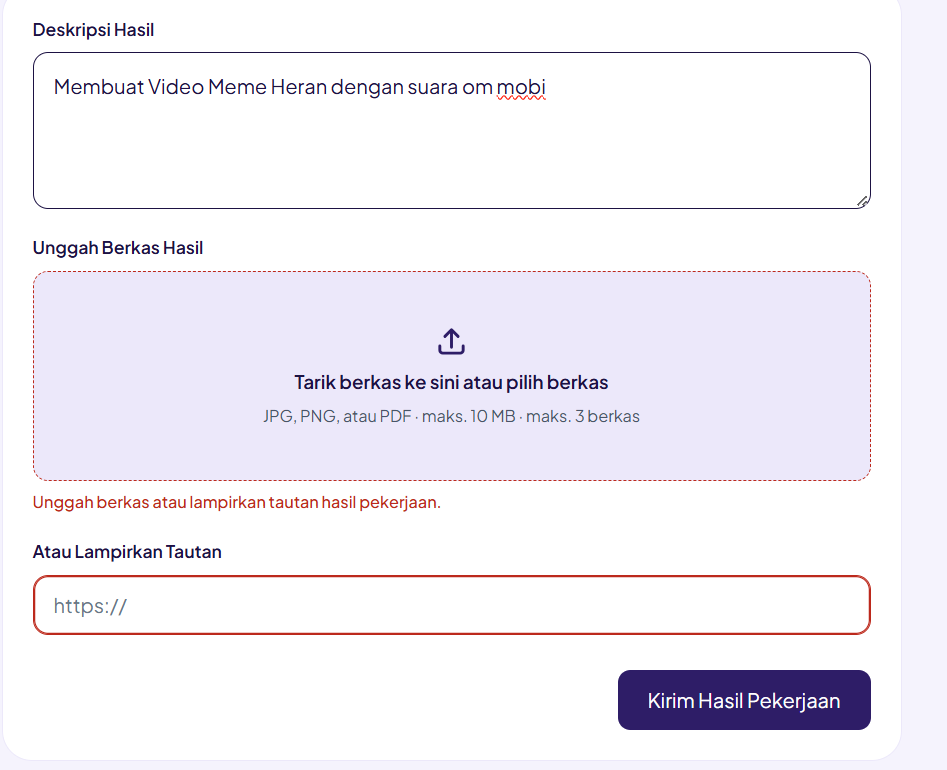 Deskripsi Hasil
Membuat Video Meme Heran dengan suara om mobi
Unggah Berkas Hasil
Tarik berkas ke sini atau pilih berkas
JPG, PNG, atau PDF · maks. 10 MB · maks. 3 berkas
Unggah berkas atau lampirkan tautan hasil pekerjaan.
Atau Lampirkan Tautan
https://
Kirim Hasil Pekerjaan